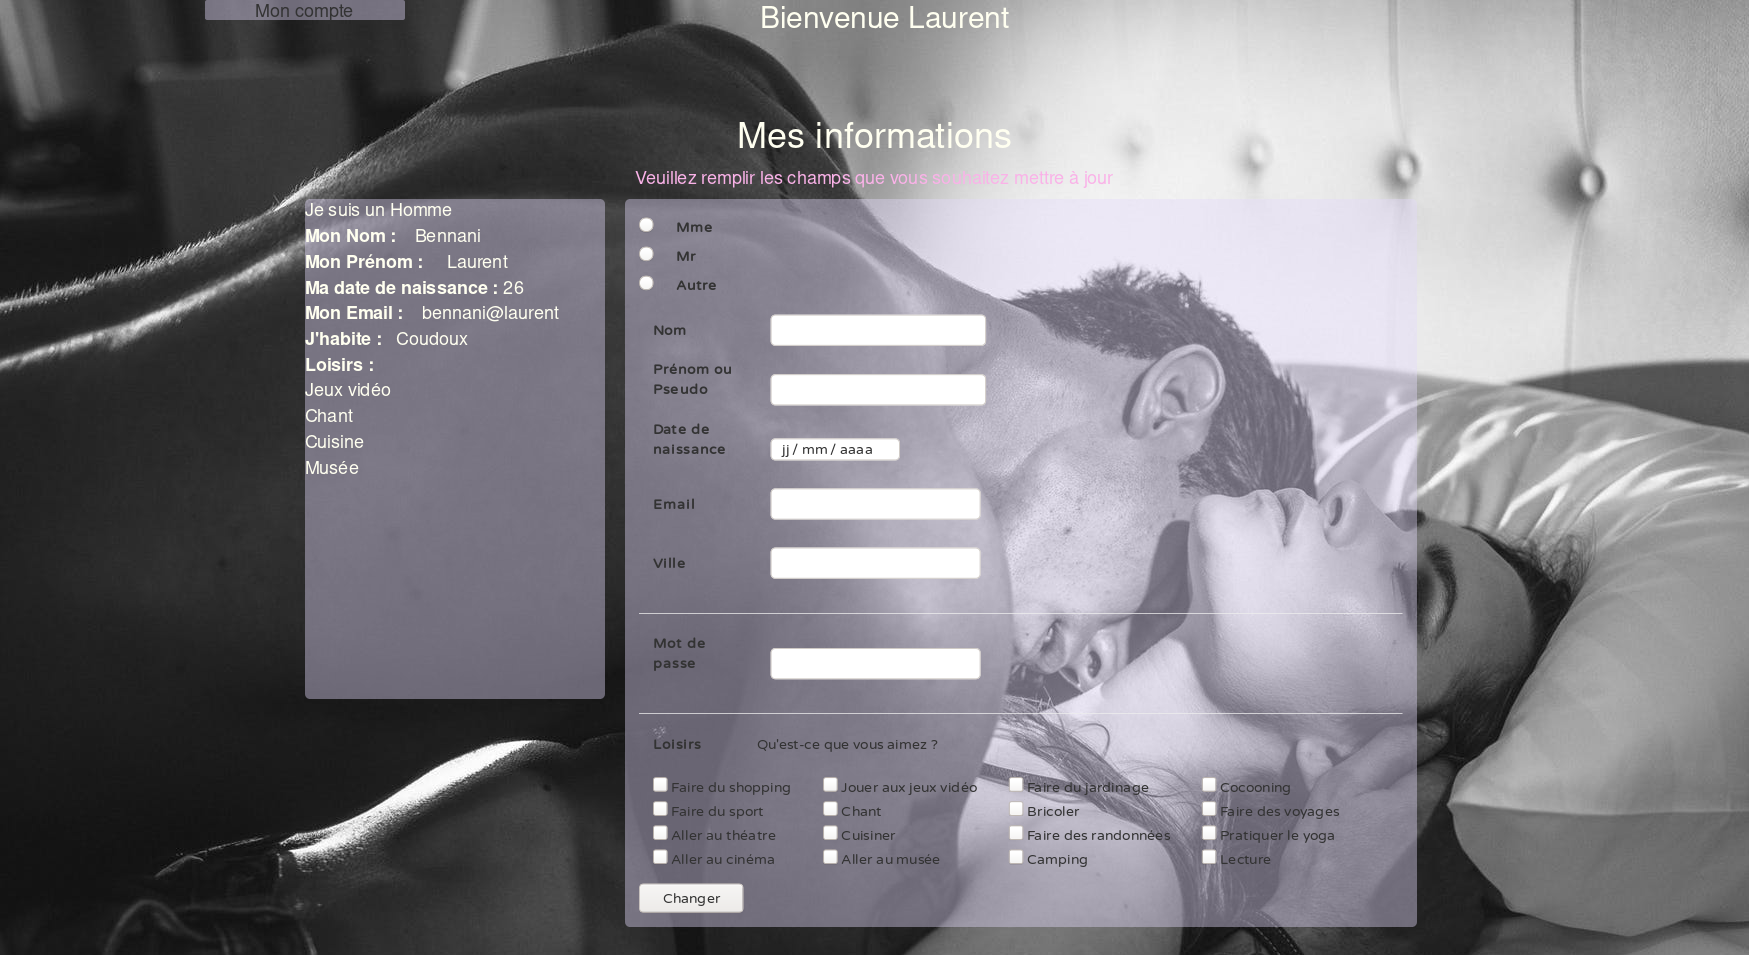 Mon compte
Bienvenue Laurent
Mes informations
Veuillez remplir les champs que vous souhaitez mettre à jour
Je suis un Homme
Mon Nom : Bennani
Mon Prénom : Laurent
Ma date de naissance : 26
Mon Email : bennani@laurent
J'habite : Coudoux
Loisirs :
Jeux vidéo
Chant
Cuisine
Musée
Mme
Mr
Autre
Nom
Prénom ou
Pseudo
Date de
naissance
jj / mm / aaaa
Email
Ville
Mot de
passe
Loisirs Qu'est-ce que vous aimez ?
Faire du shopping Jouer aux jeux vidéo Faire du jardinage Cocooning
Faire du sport Chant Bricoler Faire des voyages
Aller au théatre Cuisiner Faire des randonnées Pratiquer le yoga
Aller au cinéma Aller au musée Camping Lecture
Changer